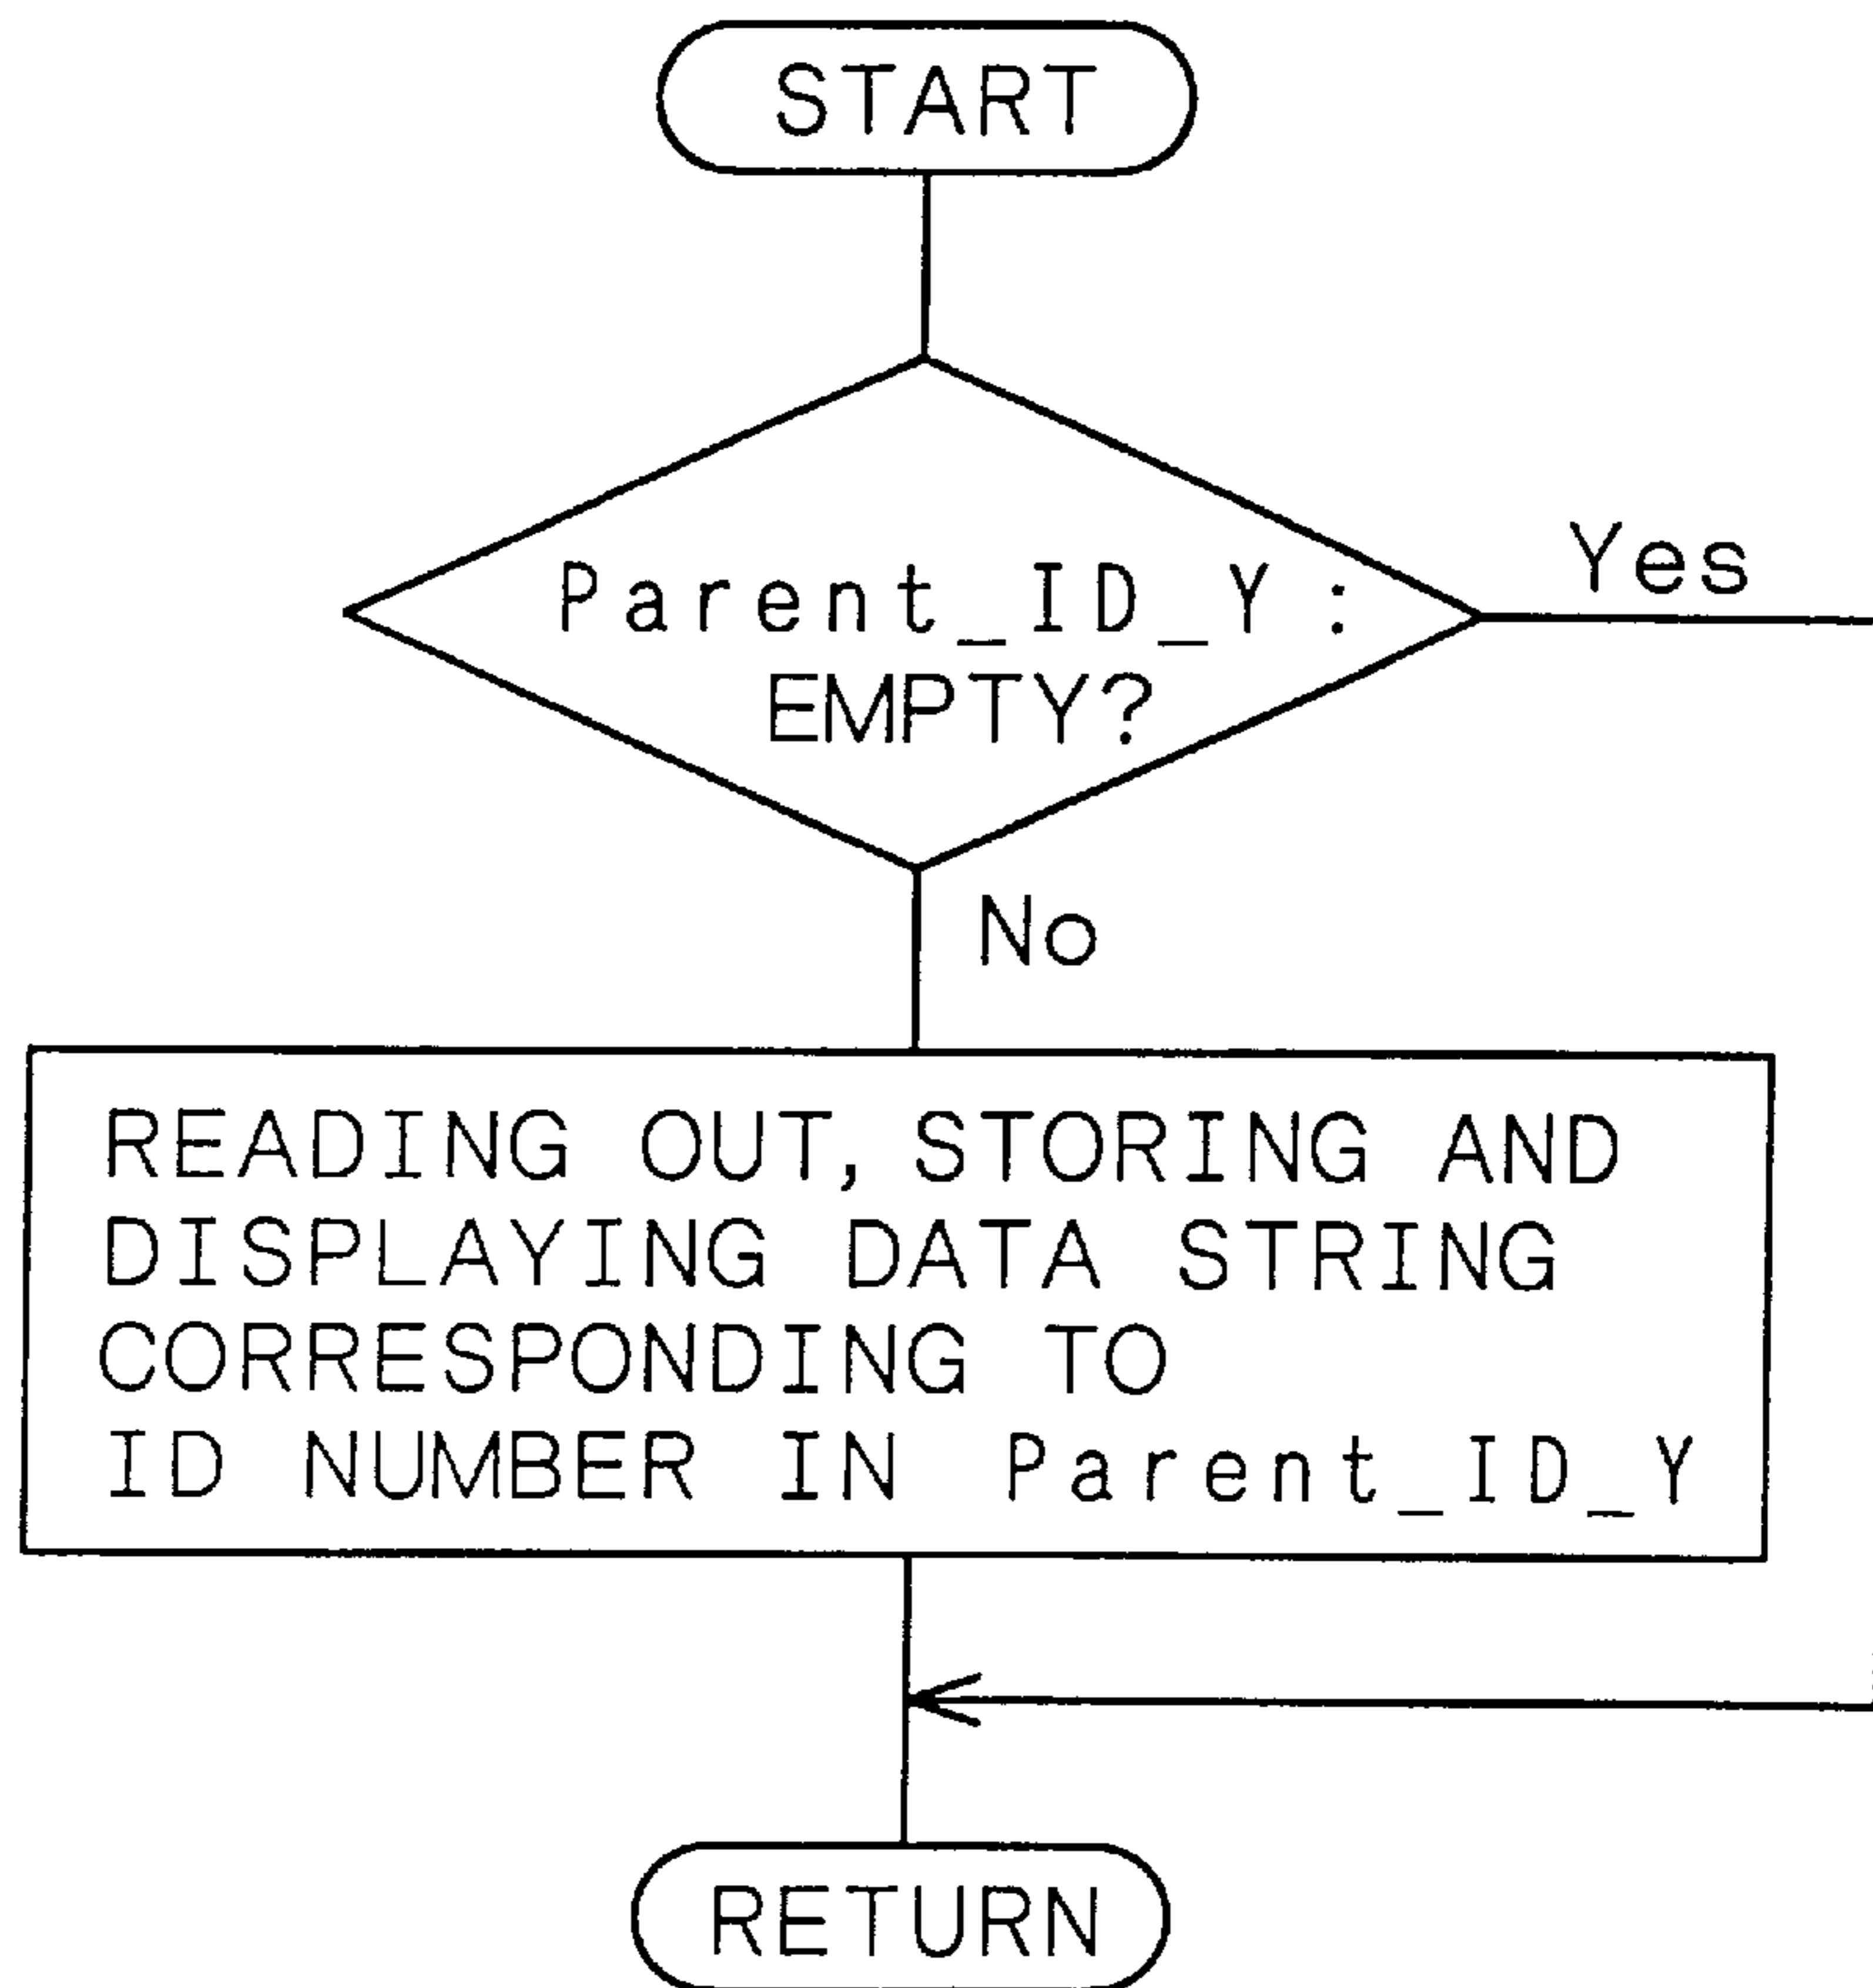 START
Parent_ID_Y:
EMPTY?
Yes
No
READING OUT, STORING AND
DISPLAYING DATA STRING
CORRESPONDING TO
ID NUMBER IN Parent_ID_Y
RETURN